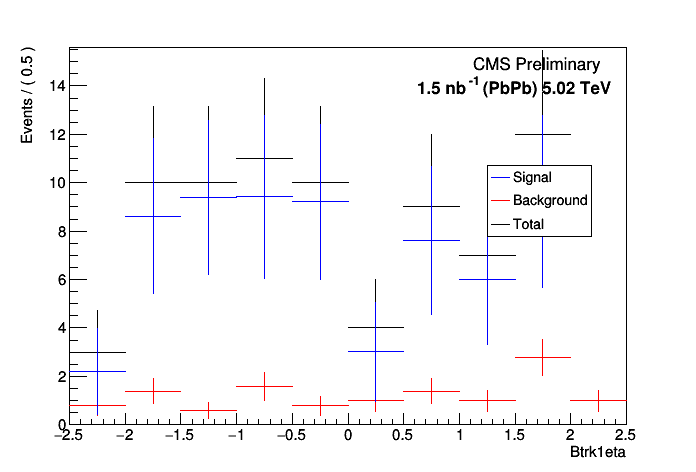 CMS Preliminary
1.5 nb⁻¹ (PbPb) 5.02 TeV
Events / ( 0.5 )
14
12
10
8
6
4
2
0
Signal
Background
Total
−2.5 −2 −1.5 −1 −0.5 0 0.5 1 1.5 2 2.5
Btrk1eta